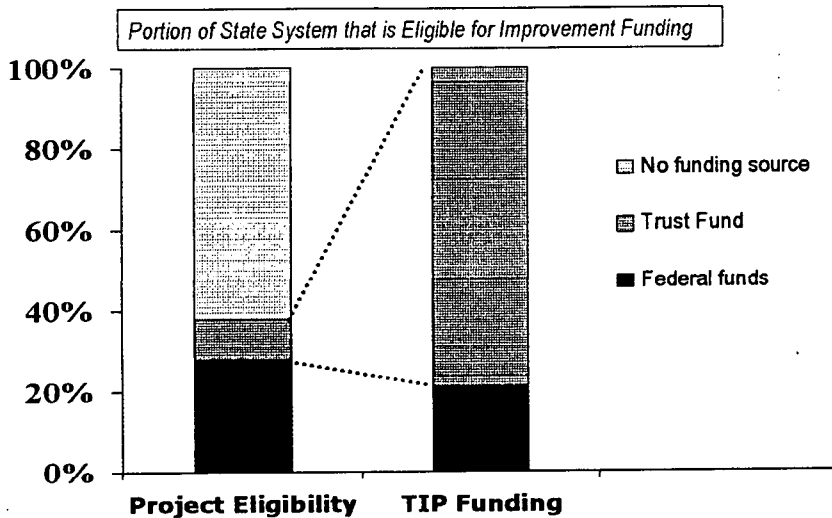 Portion of State System that is Eligible for Improvement Funding
100%
80%
60%
40%
20%
0%
No funding source
Trust Fund
Federal funds
Project Eligibility
TIP Funding